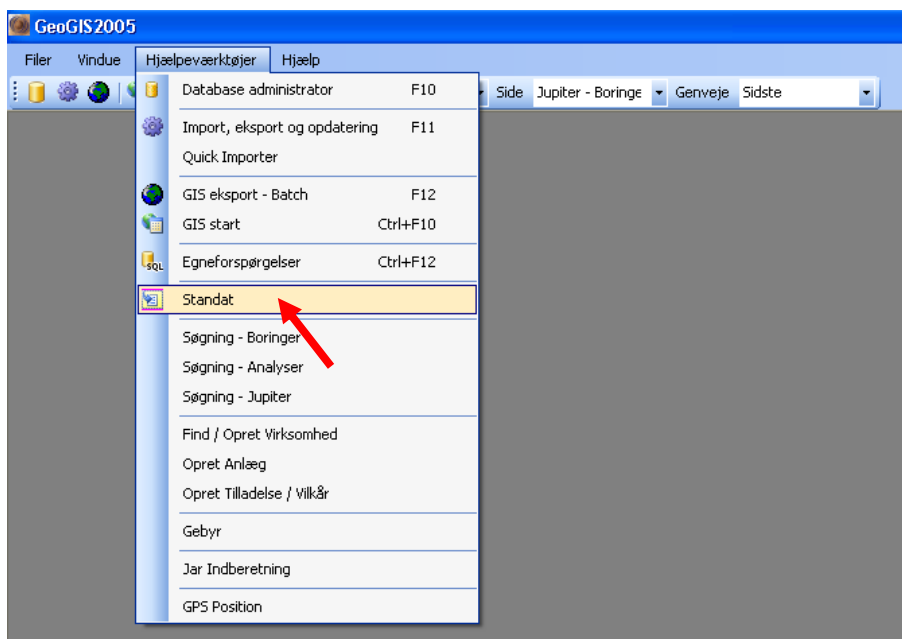 GeoGIS2005
Filer Vindue Hjælpeværktøjer Hjælp
Side Jupiter - Boringe Genveje Sidste
Database administrator F10
Import, eksport og opdatering F11
Quick Importer
GIS eksport - Batch F12
GIS start Ctrl+F10
SQL Egneforspørgelser Ctrl+F12
Standat
Søgning - Boringer
Søgning - Analyser
Søgning - Jupiter
Find / Opret Virksomhed
Opret Anlæg
Opret Tilladelse / Vilkår
Gebyr
Jar Indberetning
GPS Position